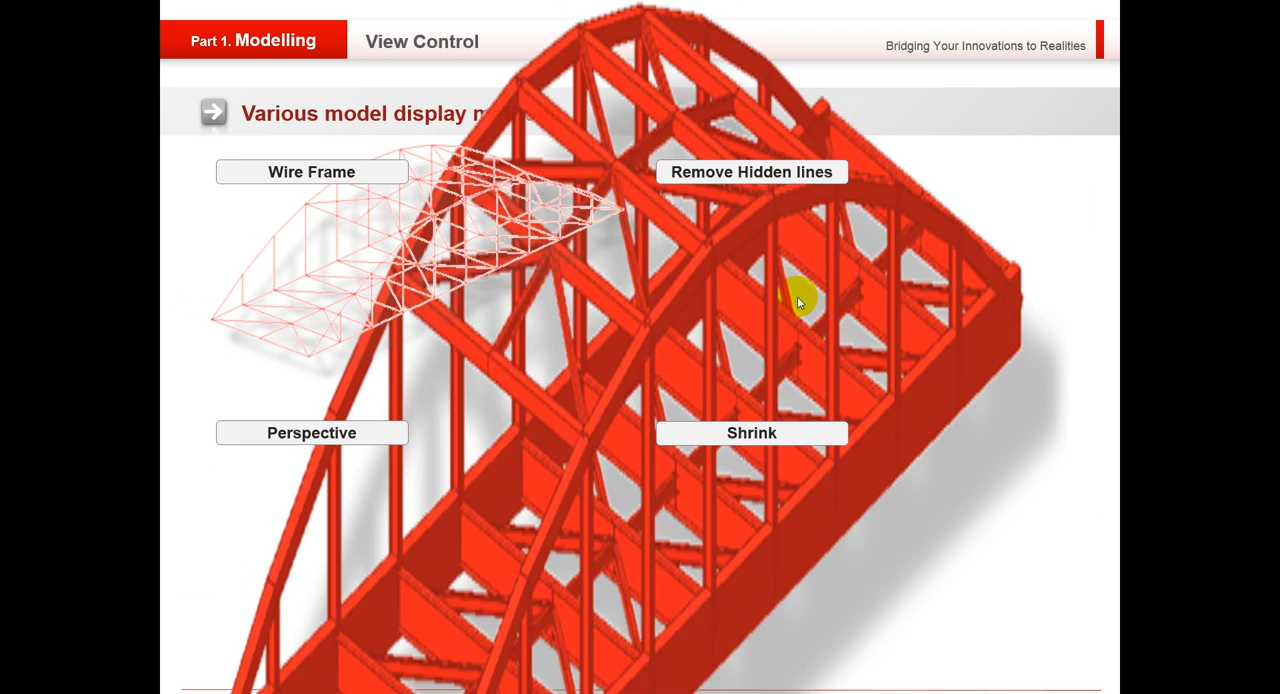 Part 1. Modelling
View Control
Bridging Your Innovations to Realities
Various model display
Wire Frame
Remove Hidden lines
Perspective
Shrink